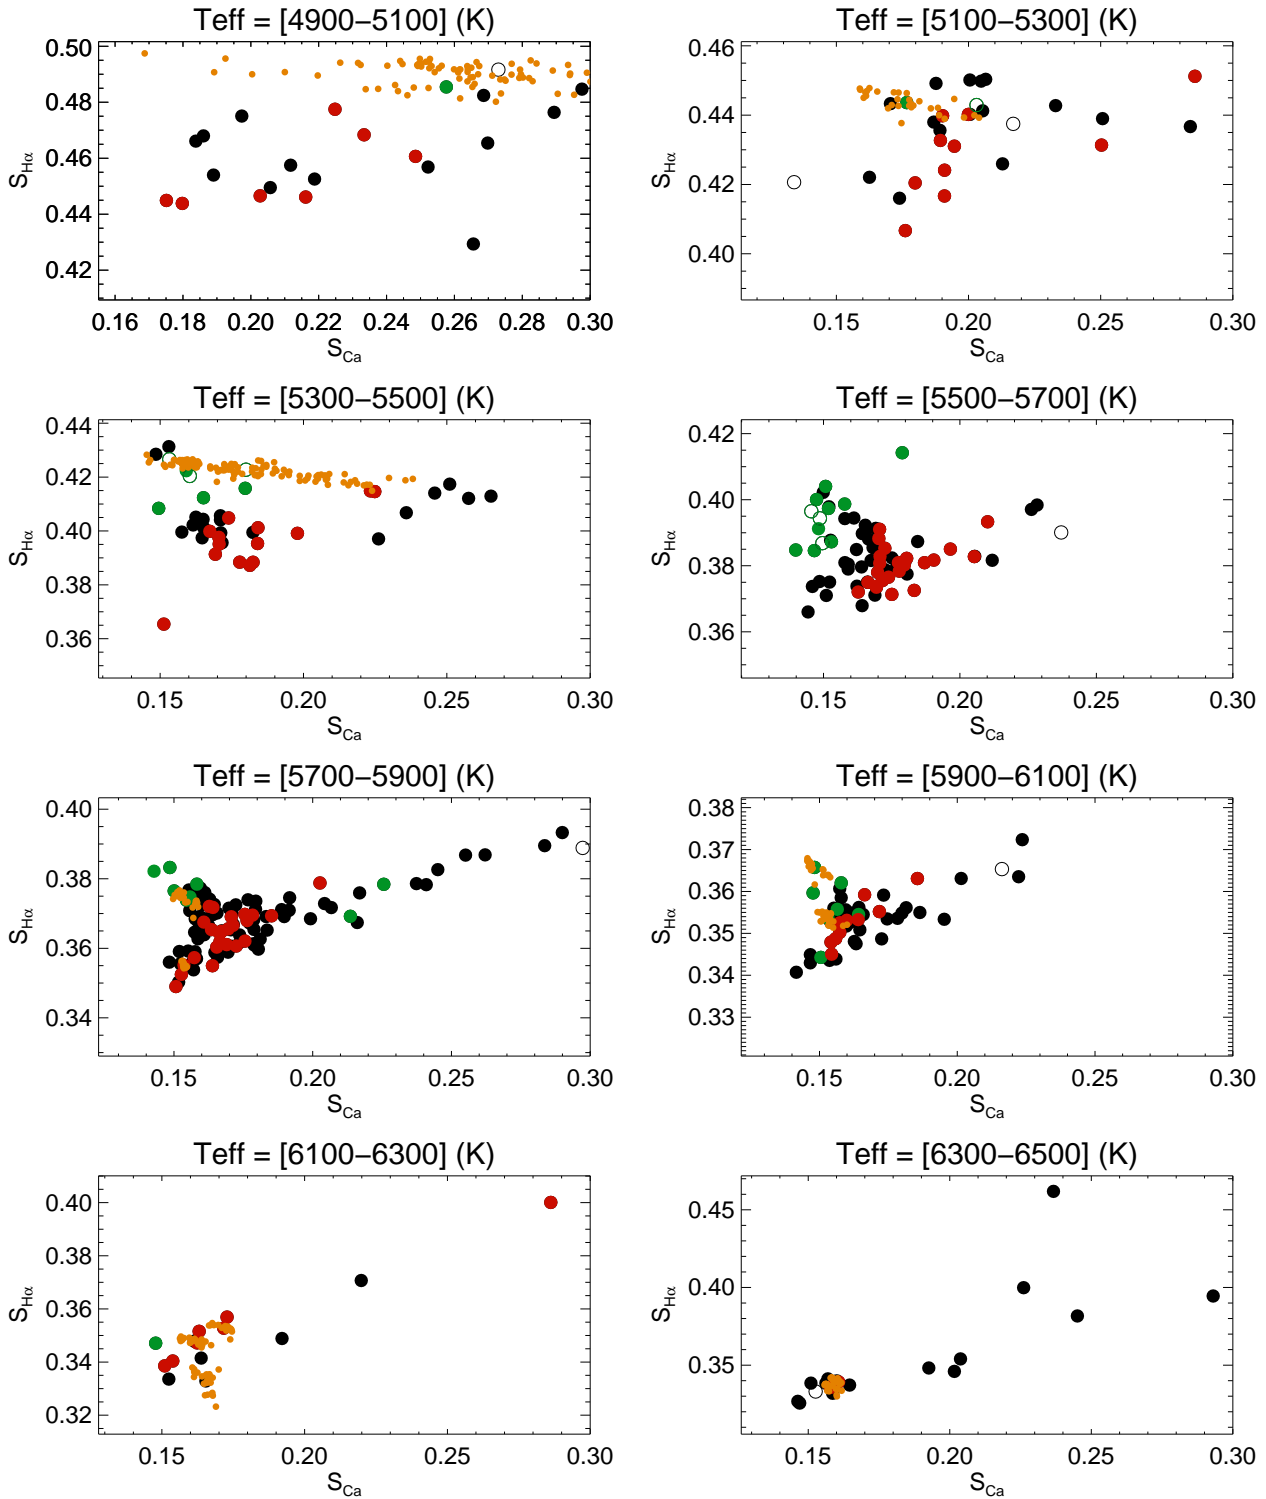 Teff = [4900−5100] (K)
0.50
0.48
0.46
0.44
0.42
SHα
0.16 0.18 0.20 0.22 0.24 0.26 0.28 0.30
SCa
Teff = [5100−5300] (K)
0.46
0.44
0.42
0.40
SHα
0.15 0.20 0.25 0.30
SCa
Teff = [5300−5500] (K)
0.44
0.42
0.40
0.38
0.36
SHα
0.15 0.20 0.25 0.30
SCa
Teff = [5500−5700] (K)
0.42
0.40
0.38
0.36
SHα
0.15 0.20 0.25 0.30
SCa
Teff = [5700−5900] (K)
0.40
0.38
0.36
0.34
SHα
0.15 0.20 0.25 0.30
SCa
Teff = [5900−6100] (K)
0.38
0.37
0.36
0.35
0.34
0.33
SHα
0.15 0.20 0.25 0.30
SCa
Teff = [6100−6300] (K)
0.40
0.38
0.36
0.34
0.32
SHα
0.15 0.20 0.25 0.30
SCa
Teff = [6300−6500] (K)
0.45
0.40
0.35
SHα
0.15 0.20 0.25 0.30
SCa